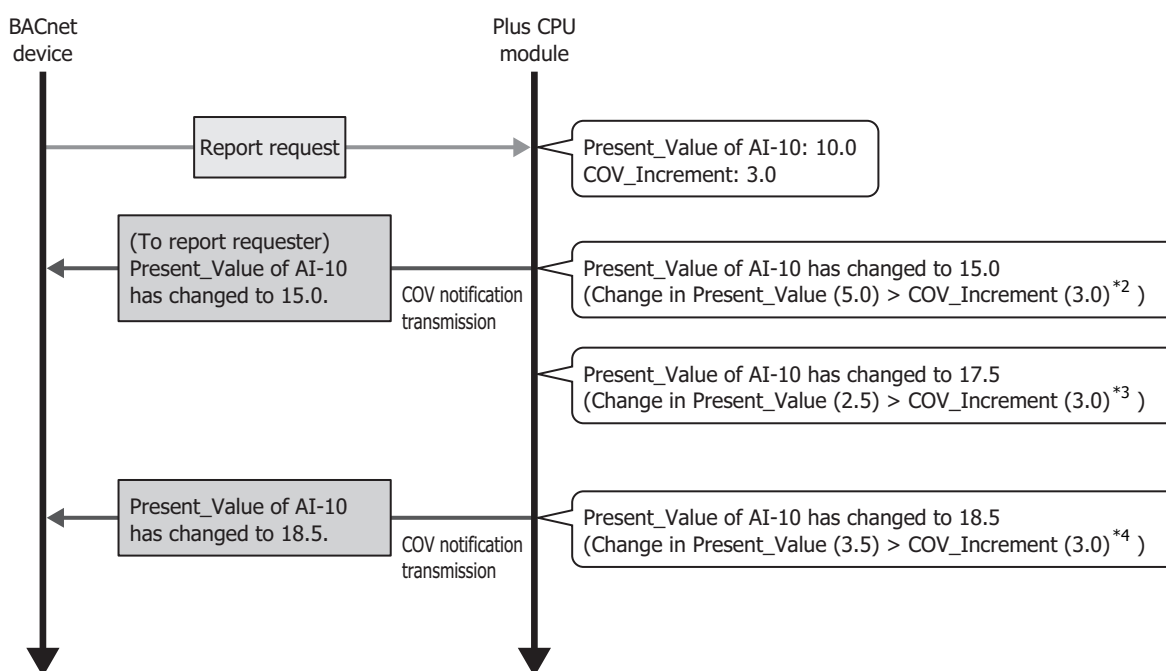 BACnet
device
Plus CPU
module
Report request
Present_Value of AI-10: 10.0
COV_Increment: 3.0
(To report requester)
Present_Value of AI-10
has changed to 15.0.
COV notification
transmission
Present_Value of AI-10 has changed to 15.0
(Change in Present_Value (5.0) > COV_Increment (3.0)*2 )
Present_Value of AI-10 has changed to 17.5
(Change in Present_Value (2.5) > COV_Increment (3.0)*3 )
Present_Value of AI-10
has changed to 18.5.
COV notification
transmission
Present_Value of AI-10 has changed to 18.5
(Change in Present_Value (3.5) > COV_Increment (3.0)*4 )